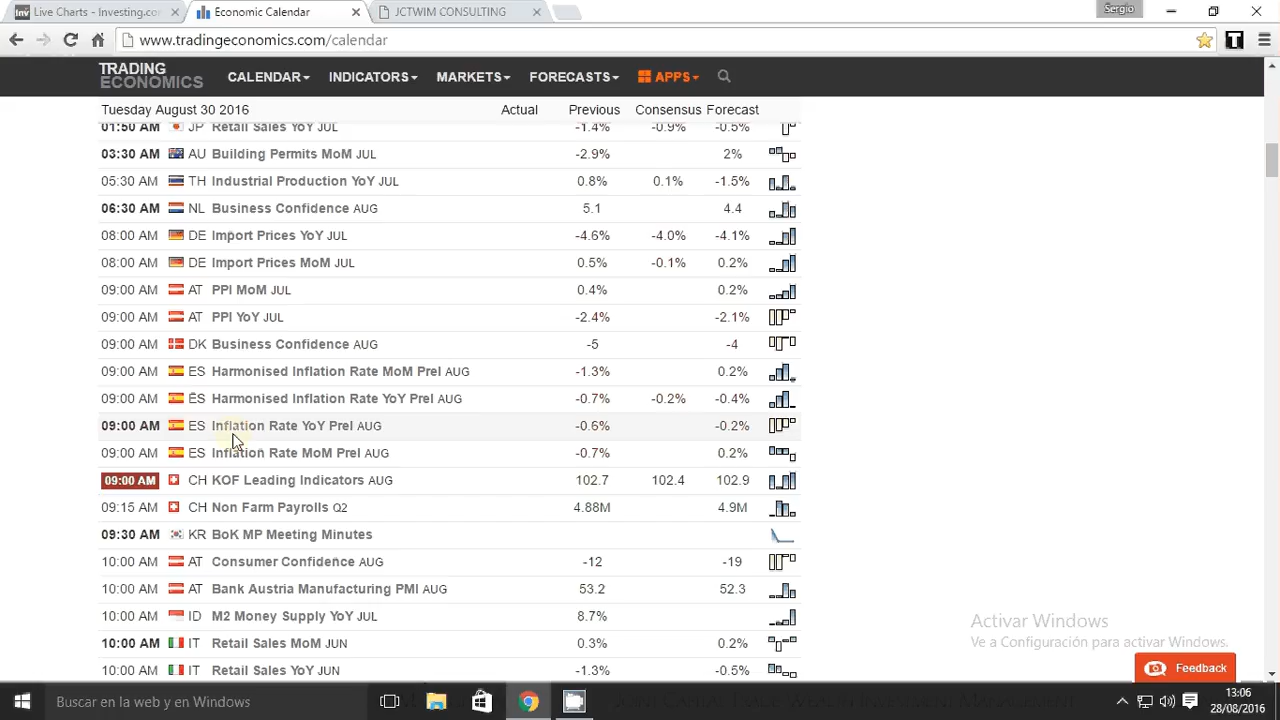 Live Charts - Investing.co
Economic Calendar
JCTWIM CONSULTING
Sergio
www.tradingeconomics.com/calendar
TRADING ECONOMICS
CALENDAR INDICATORS MARKETS FORECASTS APPS
Tuesday August 30 2016 Actual Previous Consensus Forecast
01:50 AM JP Retail Sales YoY JUL -1.4% -0.9% -0.5%
03:30 AM AU Building Permits MoM JUL -2.9% 2%
05:30 AM TH Industrial Production YoY JUL 0.8% 0.1% -1.5%
06:30 AM NL Business Confidence AUG 5.1 4.4
08:00 AM DE Import Prices YoY JUL -4.6% -4.0% -4.1%
08:00 AM DE Import Prices MoM JUL 0.5% -0.1% 0.2%
09:00 AM AT PPI MoM JUL 0.4% 0.2%
09:00 AM AT PPI YoY JUL -2.4% -2.1%
09:00 AM DK Business Confidence AUG -5 -4
09:00 AM ES Harmonised Inflation Rate MoM Prel AUG -1.3% 0.2%
09:00 AM ES Harmonised Inflation Rate YoY Prel AUG -0.7% -0.2% -0.4%
09:00 AM ES Inflation Rate YoY Prel AUG -0.6% -0.2%
09:00 AM ES Inflation Rate MoM Prel AUG -0.7% 0.2%
09:00 AM CH KOF Leading Indicators AUG 102.7 102.4 102.9
09:15 AM CH Non Farm Payrolls Q2 4.88M 4.9M
09:30 AM KR BoK MP Meeting Minutes
10:00 AM AT Consumer Confidence AUG -12 -19
10:00 AM AT Bank Austria Manufacturing PMI AUG 53.2 52.3
10:00 AM ID M2 Money Supply YoY JUL 8.7%
10:00 AM IT Retail Sales MoM JUN 0.3% 0.2%
10:00 AM IT Retail Sales YoY JUN -1.3% -0.5%
Activar Windows
Ve a Configuración para activar Windows.
Feedback
Buscar en la web y en Windows
13:06
28/08/2016